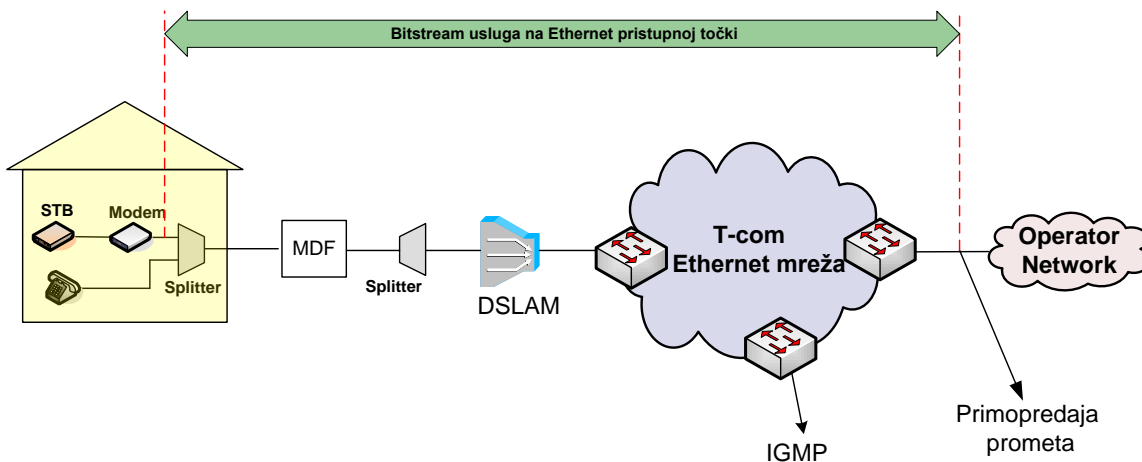 Bitstream usluga na Ethernet pristupnoj točki
STB
Modem
Splitter
MDF
Splitter
DSLAM
T-com
Ethernet mreža
Operator
Network
IGMP
Primopredaja
prometa